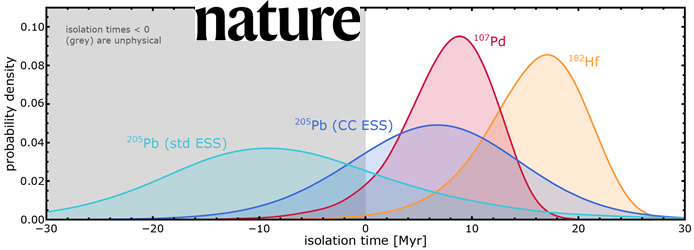 nature
isolation times < 0
(grey) are unphysical
¹⁰⁷Pd
¹⁸²Hf
²⁰⁵Pb (CC ESS)
²⁰⁵Pb (std ESS)
probability density
0.10
0.08
0.06
0.04
0.02
0.00
−30 −20 −10 0 10 20 30
isolation time [Myr]